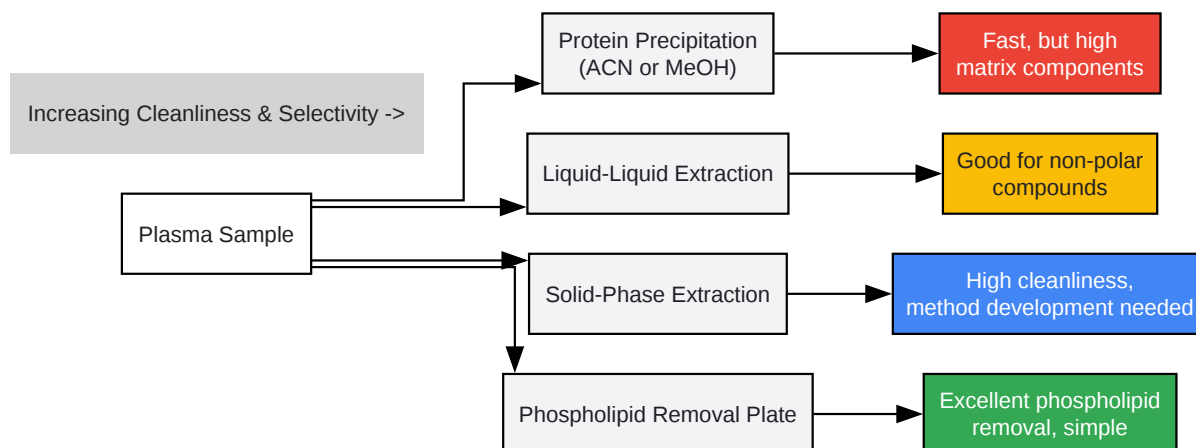 Protein Precipitation
(ACN or MeOH)
Fast, but high
matrix components
Increasing Cleanliness & Selectivity ->
Liquid-Liquid Extraction
Good for non-polar
compounds
Plasma Sample
Solid-Phase Extraction
High cleanliness,
method development needed
Phospholipid Removal Plate
Excellent phospholipid
removal, simple